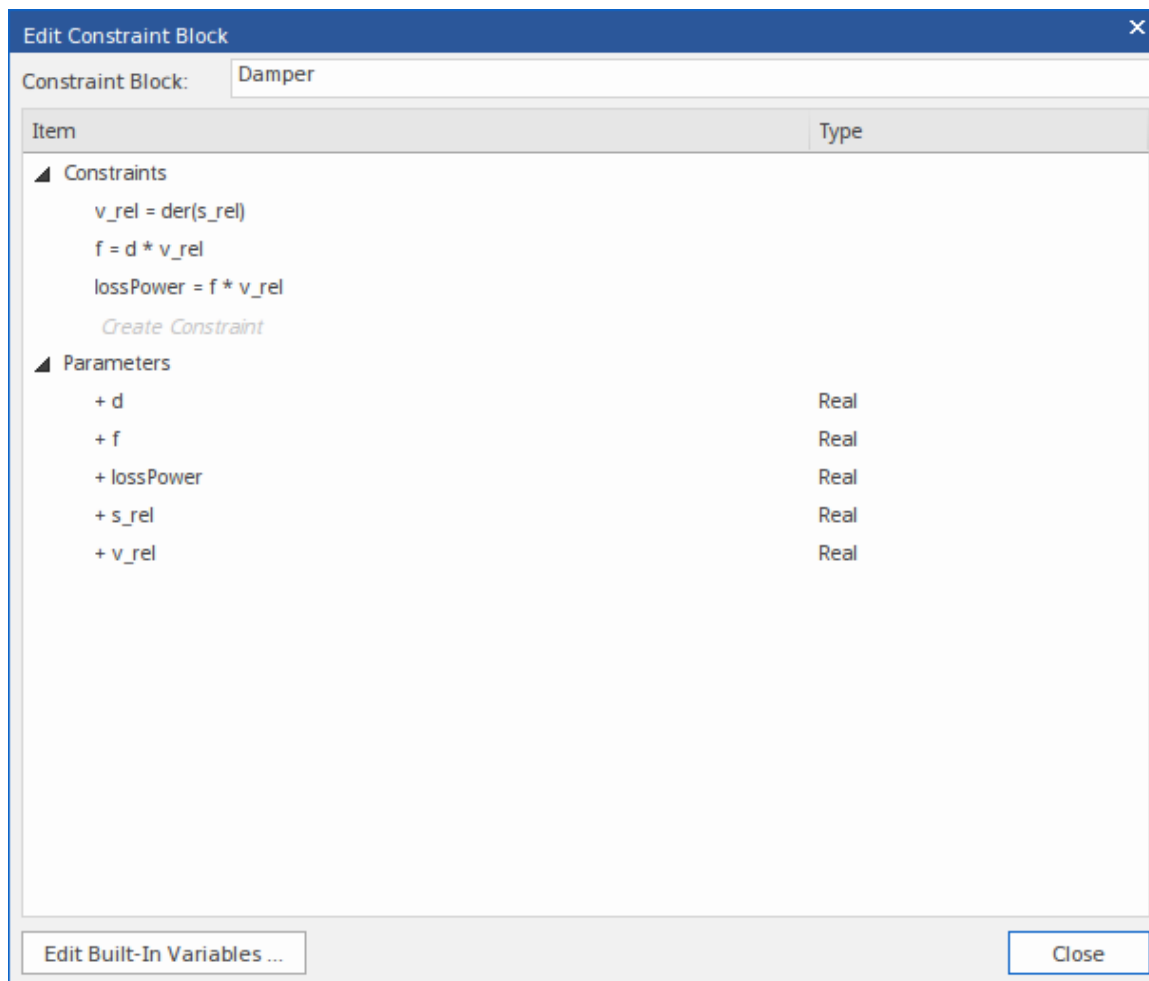 Edit Constraint Block
Constraint Block: Damper
Item Type
Constraints
v_rel = der(s_rel)
f = d * v_rel
lossPower = f * v_rel
Create Constraint
Parameters
+ d Real
+ f Real
+ lossPower Real
+ s_rel Real
+ v_rel Real
Edit Built-In Variables ... Close